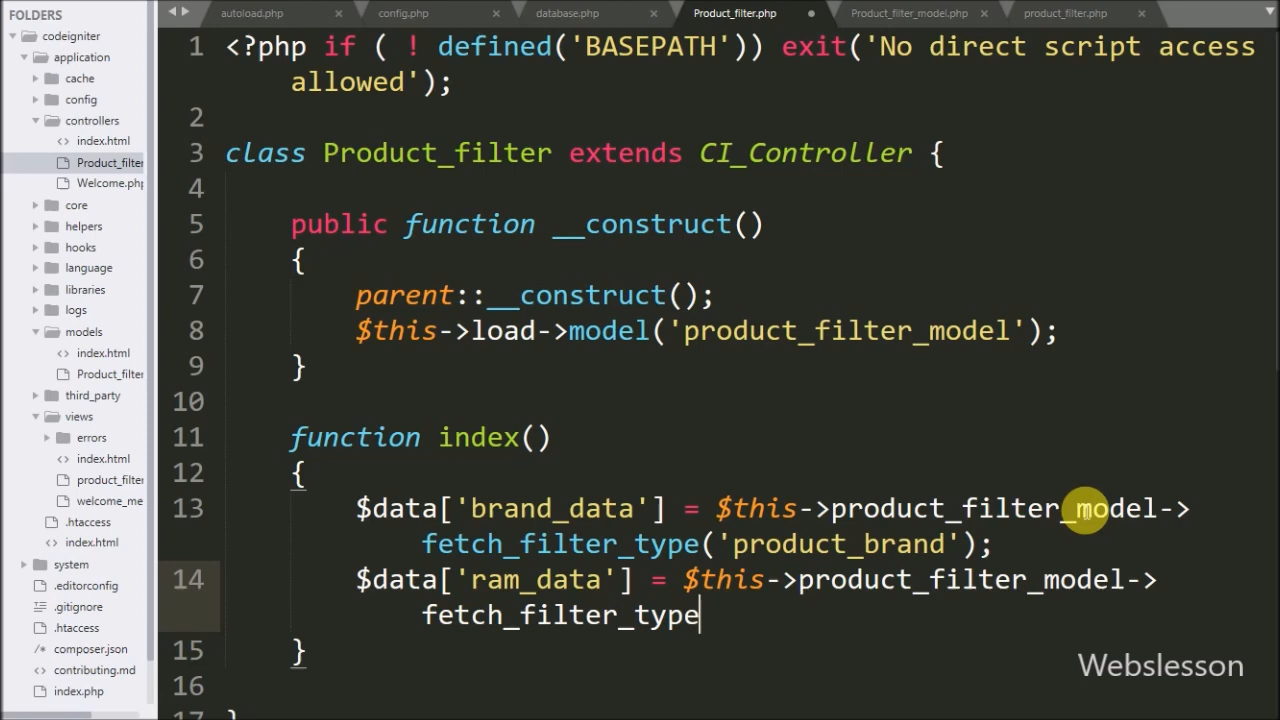 FOLDERS
codeigniter
application
cache
config
controllers
index.html
Product_filter
Welcome.php
core
helpers
hooks
language
libraries
logs
models
index.html
Product_filter
third_party
views
errors
index.html
product_filter
welcome_me
.htaccess
index.html
system
.editorconfig
.gitignore
.htaccess
composer.json
contributing.md
index.php
autoload.php
config.php
database.php
Product_filter.php
Product_filter_model.php
product_filter.php
1 <?php if ( ! defined('BASEPATH')) exit('No direct script access
allowed');
2
3 class Product_filter extends CI_Controller {
4
5 public function __construct()
6 {
7 parent::__construct();
8 $this->load->model('product_filter_model');
9 }
10
11 function index()
12 {
13 $data['brand_data'] = $this->product_filter_model->
fetch_filter_type('product_brand');
14 $data['ram_data'] = $this->product_filter_model->
fetch_filter_type
15 }
16
17 }
Webslesson